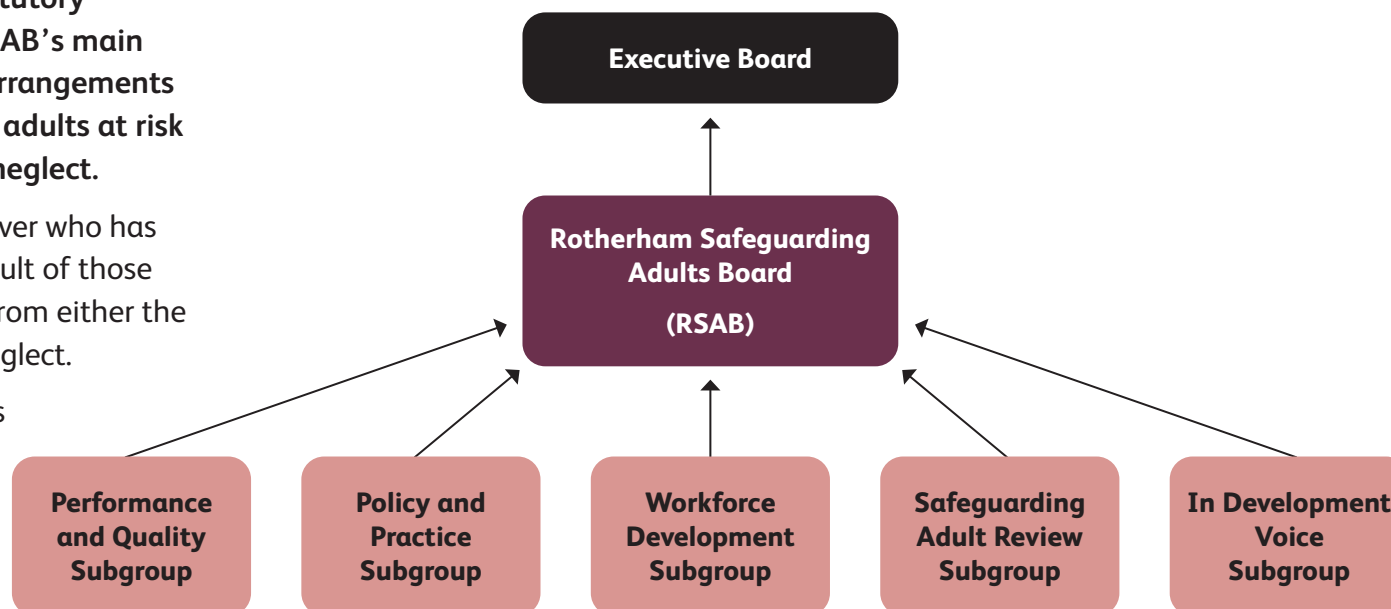 AB's main
rrangements
adults at risk
neglect.
ver who has
ult of those
rom either the
glect.
s
Executive Board
Rotherham Safeguarding
Adults Board
(RSAB)
Performance
and Quality
Subgroup
Policy and
Practice
Subgroup
Workforce
Development
Subgroup
Safeguarding
Adult Review
Subgroup
In Development
Voice
Subgroup